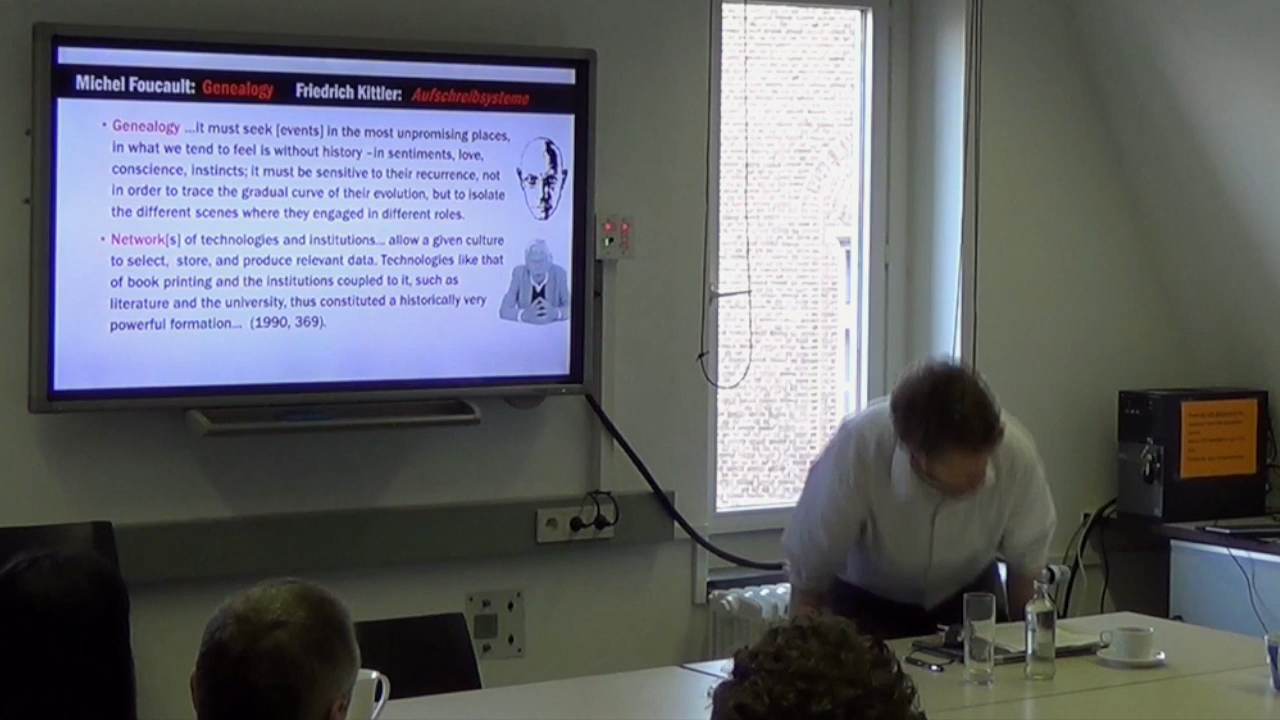 Michel Foucault: Genealogy Friedrich Kittler: Aufschreibsysteme
• Genealogy ...it must seek [events] in the most unpromising places,
in what we tend to feel is without history –in sentiments, love,
conscience, instincts; it must be sensitive to their recurrence, not
in order to trace the gradual curve of their evolution, but to isolate
the different scenes where they engaged in different roles.
• Network[s] of technologies and institutions... allow a given culture
to select, store, and produce relevant data. Technologies like that
of book printing and the institutions coupled to it, such as
literature and the university, thus constituted a historically very
powerful formation... (1990, 369).